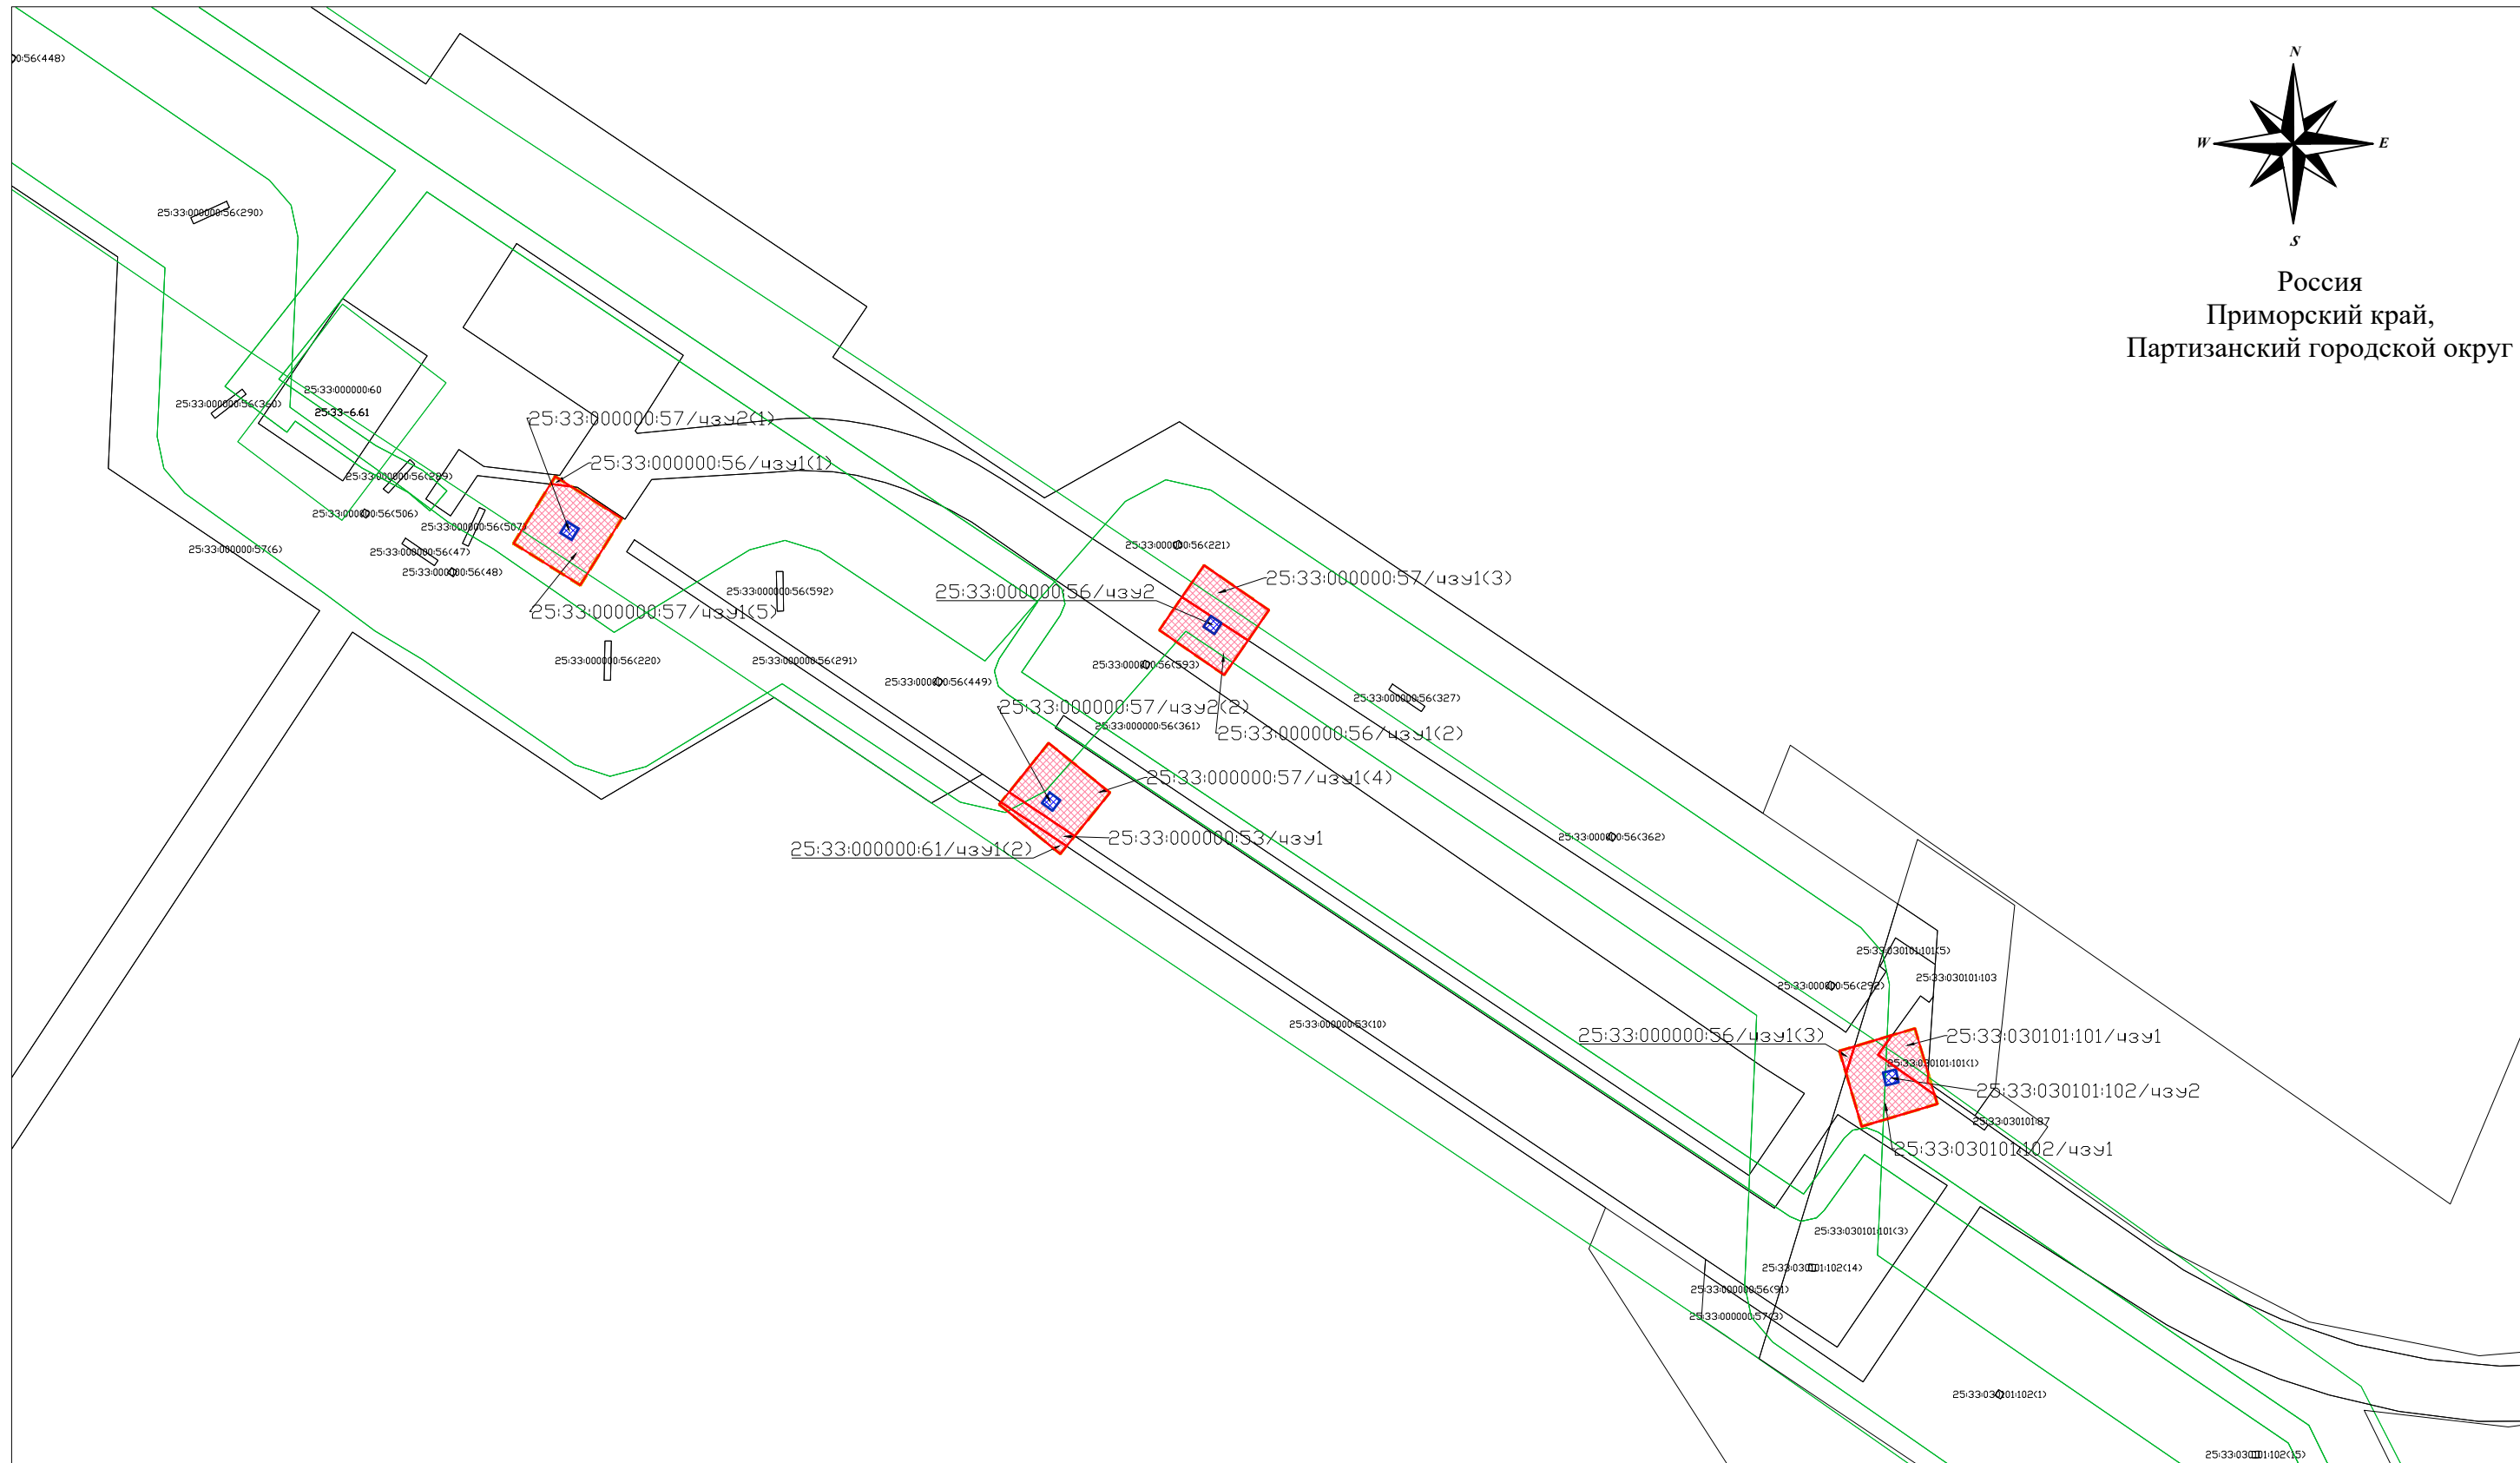 N
:56(448)
W
E
25:33:000000:56(290)
S
Россия
Приморский край,
Партизанский городской округ
25:33:000000:60
25:33:000000:56(360)
25:33-6.61
25:33:000000:57/чзу2(1)
25:33:000000:56/чзу1(1)
25:33:000000:56(289)
25:33:000000:56(506)
25:33:000000:56(507)
25:33:000000:57(6)
25:33:000000:56(47)
25:33:000000:56(48)
25:33:000000:56(221)
25:33:000000:57/чзу1(3)
25:33:000000:56(592)
25:33:000000:56/чзу2
25:33:000000:57/чзу1(5)
25:33:000000:56(220)
25:33:000000:56(291)
25:33:000000:56(593)
25:33:000000:56(449)
25:33:000000:56(327)
25:33:000000:57/чзу2(2)
25:33:000000:56(361)
25:33:000000:56/чзу1(2)
25:33:000000:57/чзу1(4)
25:33:000000:53/чзу1
25:33:000000:61/чзу1(2)
25:33:000000:56(362)
25:33:030101:101(5)
25:33:030101:103
25:33:000000:56(292)
25:33:000000:53(10)
25:33:000000:56/чзу1(3)
25:33:030101:101/чзу1
25:33:030101:101(1)
25:33:030101:102/чзу2
25:33:030101:87
25:33:030101:102/чзу1
25:33:030101:101(3)
25:33:030101:102(14)
25:33:000000:56(91)
25:33:000000:57(3)
25:33:030101:102(1)
25:33:030101:102(15)